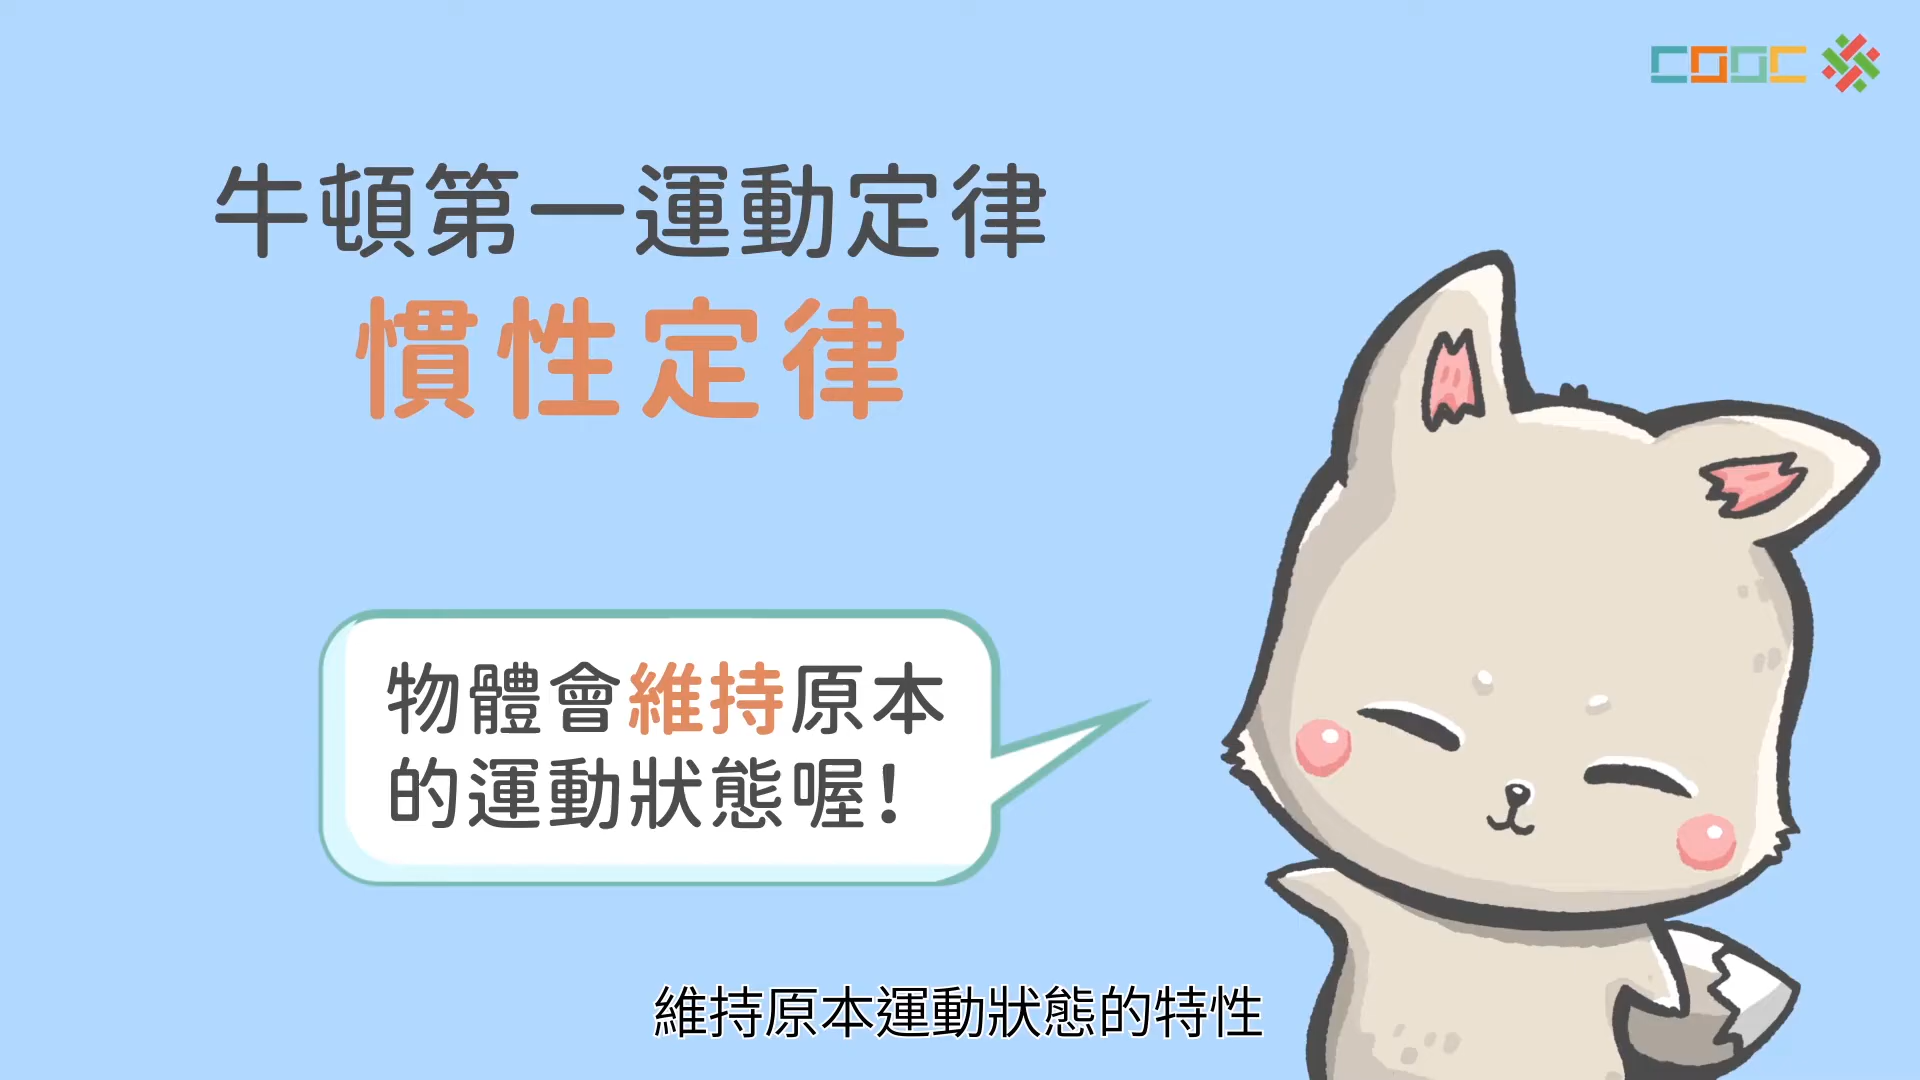 COOC
牛頓第一運動定律
慣性定律
物體會維持原本
的運動狀態喔！
維持原本運動狀態的特性